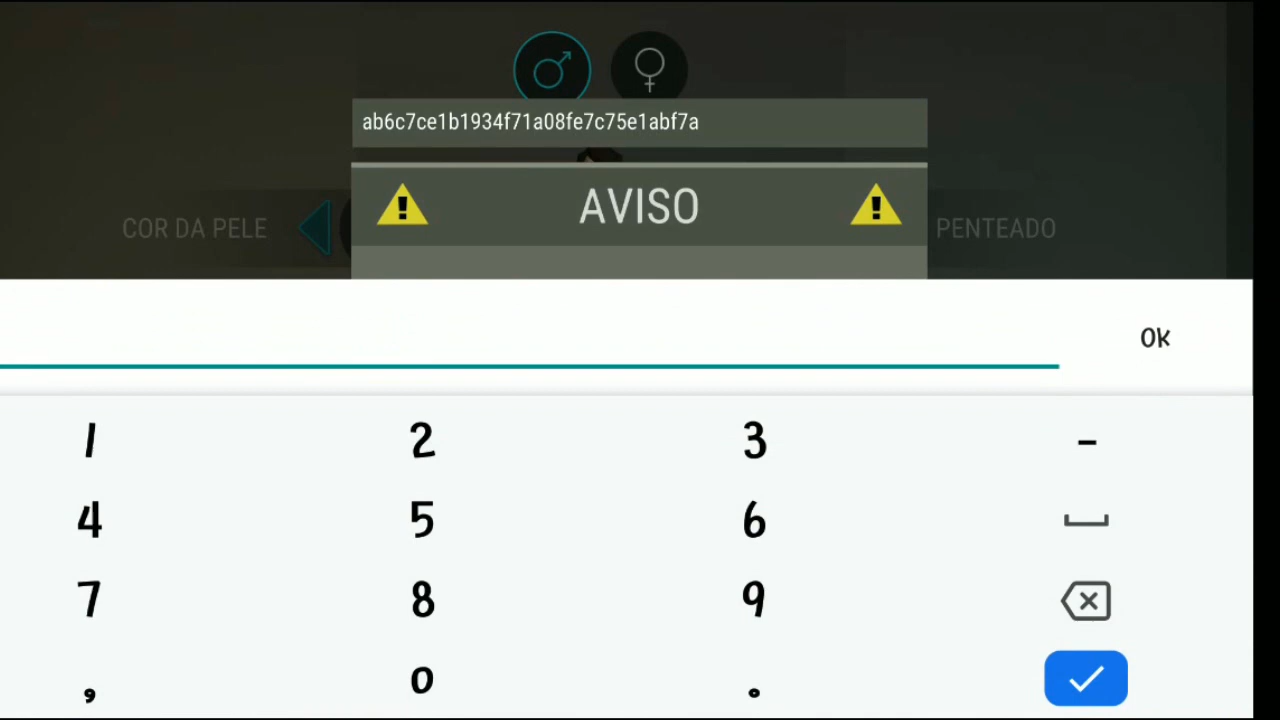 ab6c7ce1b1934f71a08fe7c75e1abf7a
AVISO
COR DA PELE
PENTEADO
OK
1 2 3 -
4 5 6
7 8 9
, 0 .